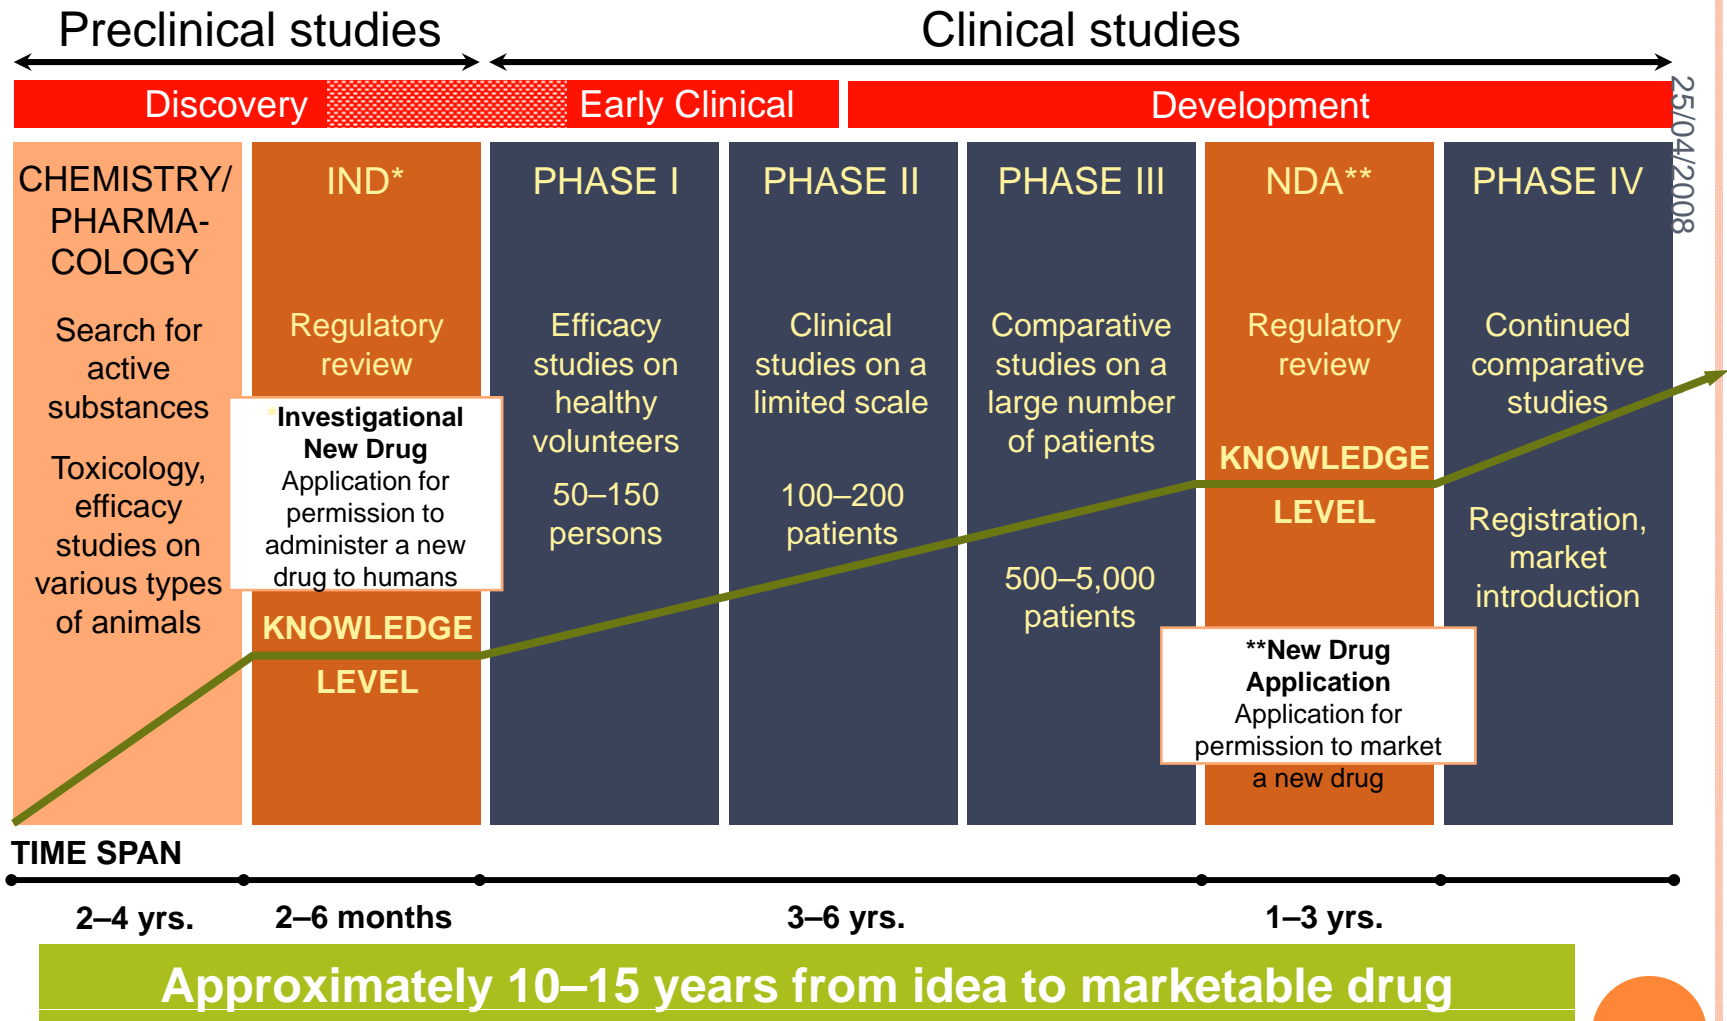 Preclinical studies
Clinical studies
Discovery
Early Clinical
Development
25/04/2008
CHEMISTRY/
PHARMA-
COLOGY
Search for
active
substances
Toxicology,
efficacy
studies on
various types
of animals
IND*
Regulatory
review
*Investigational
New Drug
Application for
permission to
administer a new
drug to humans
KNOWLEDGE
LEVEL
PHASE I
Efficacy
studies on
healthy
volunteers
50–150
persons
PHASE II
Clinical
studies on a
limited scale
100–200
patients
PHASE III
Comparative
studies on a
large number
of patients
500–5,000
patients
NDA**
Regulatory
review
KNOWLEDGE
LEVEL
**New Drug
Application
Application for
permission to market
a new drug
PHASE IV
Continued
comparative
studies
Registration,
market
introduction
TIME SPAN
2–4 yrs.
2–6 months
3–6 yrs.
1–3 yrs.
Approximately 10–15 years from idea to marketable drug